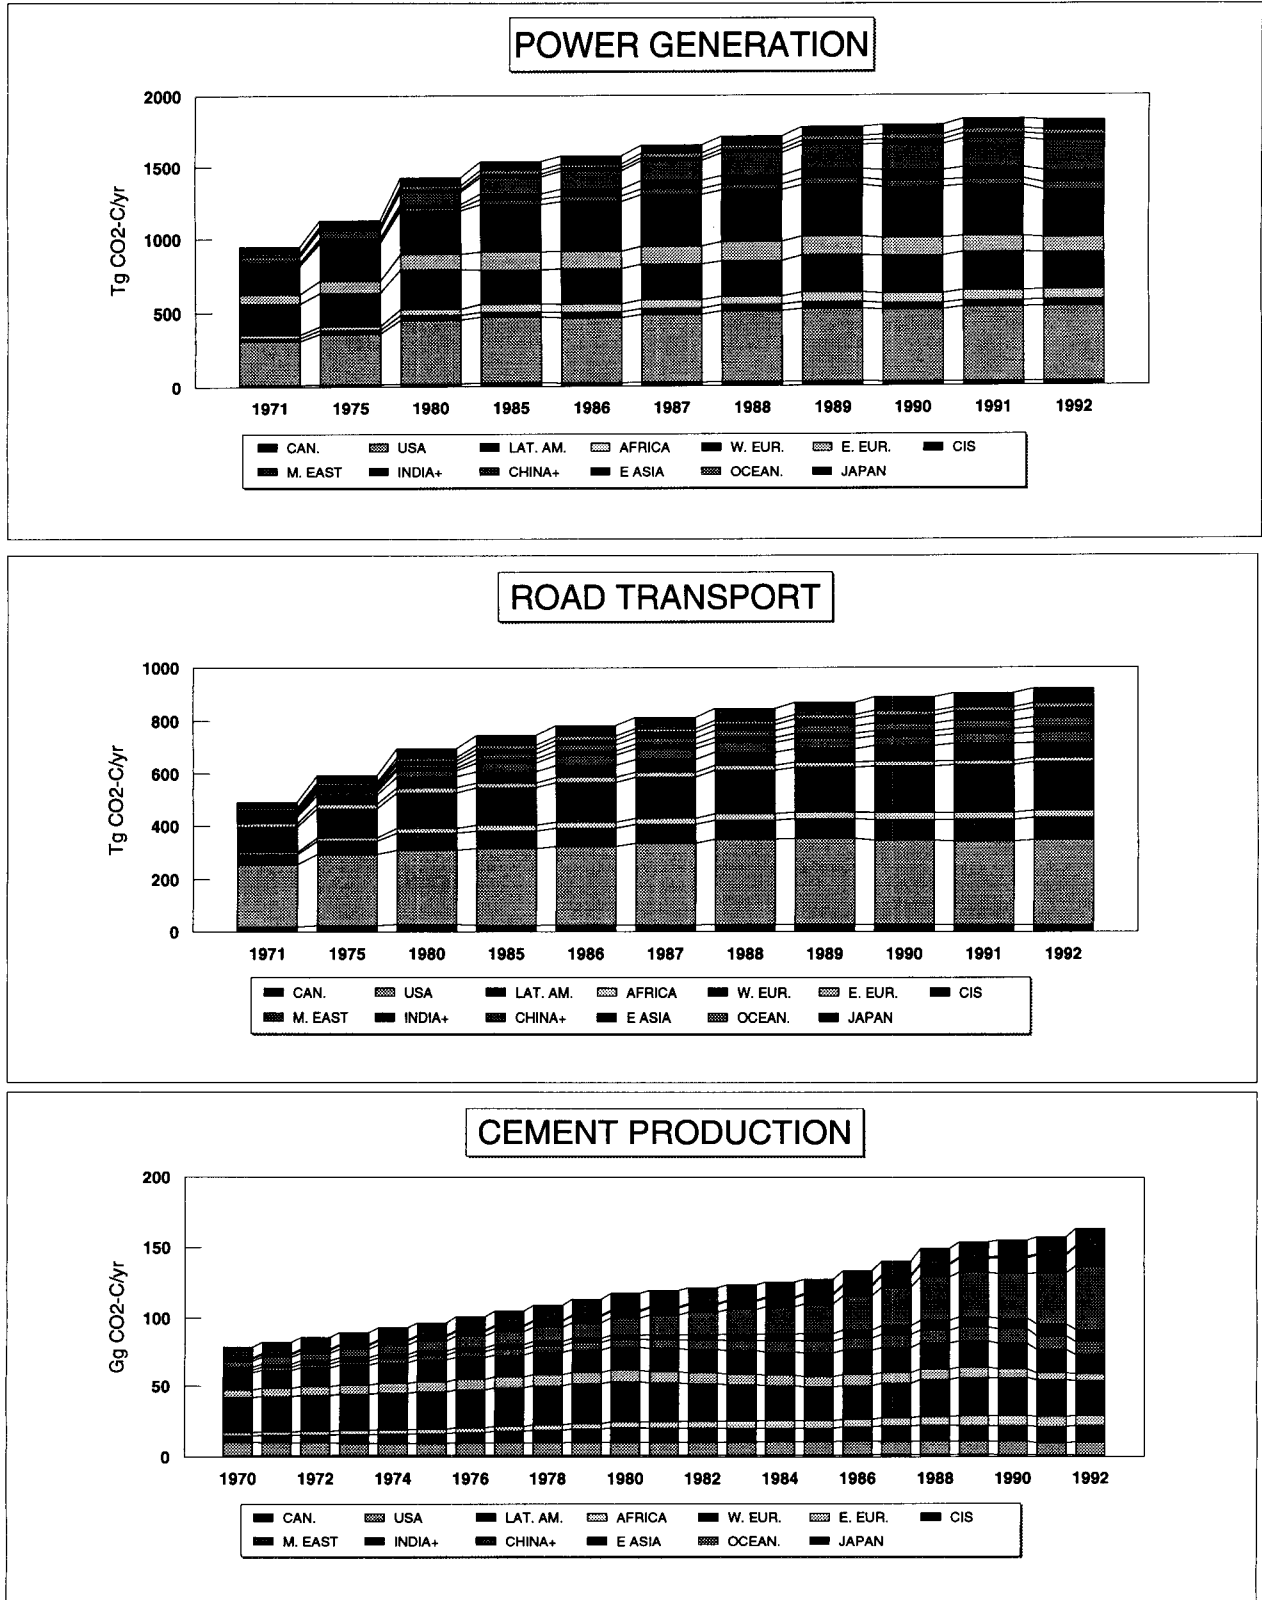 POWER GENERATION
2000
1500
1000
500
0
Tg CO2-C/yr
1971 1975 1980 1985 1986 1987 1988 1989 1990 1991 1992
CAN. USA LAT. AM. AFRICA W. EUR. E. EUR. CIS
M. EAST INDIA+ CHINA+ E ASIA OCEAN. JAPAN
ROAD TRANSPORT
1000
800
600
400
200
0
Tg CO2-C/yr
1971 1975 1980 1985 1986 1987 1988 1989 1990 1991 1992
CAN. USA LAT. AM. AFRICA W. EUR. E. EUR. CIS
M. EAST INDIA+ CHINA+ E ASIA OCEAN. JAPAN
CEMENT PRODUCTION
200
150
100
50
0
Gg CO2-C/yr
1970 1972 1974 1976 1978 1980 1982 1984 1986 1988 1990 1992
CAN. USA LAT. AM. AFRICA W. EUR. E. EUR. CIS
M. EAST INDIA+ CHINA+ E ASIA OCEAN. JAPAN